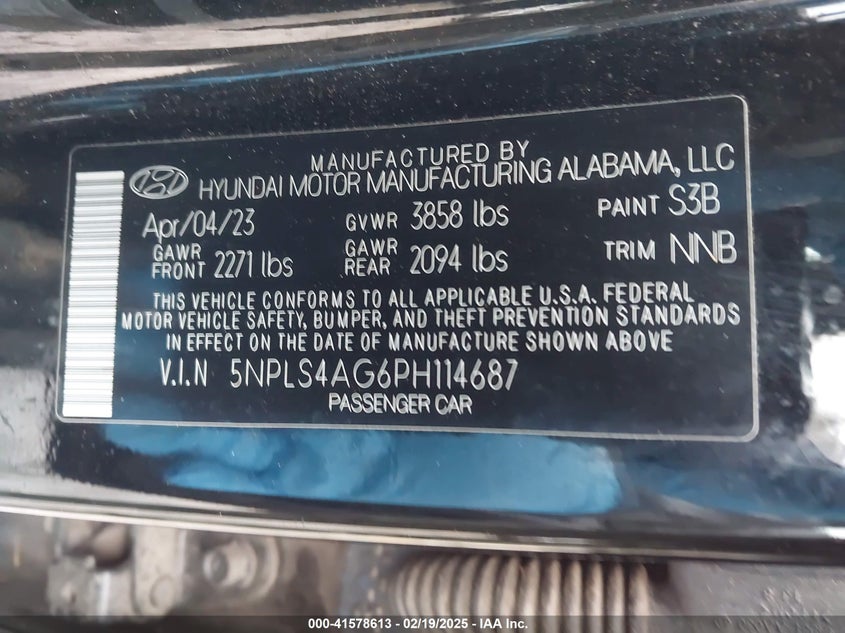 MANUFACTURED BY
HYUNDAI MOTOR MANUFACTURING ALABAMA, LLC
Apr/04/23 GVWR 3858 lbs PAINT S3B
GAWR FRONT 2271 lbs GAWR REAR 2094 lbs TRIM NNB
THIS VEHICLE CONFORMS TO ALL APPLICABLE U.S.A. FEDERAL
MOTOR VEHICLE SAFETY, BUMPER, AND THEFT PREVENTION STANDARDS
IN EFFECT ON THE DATE OF MANUFACTURE SHOWN ABOVE
V.I.N 5NPLS4AG6PH114687
PASSENGER CAR
000-41578613 - 02/19/2025 - IAA Inc.